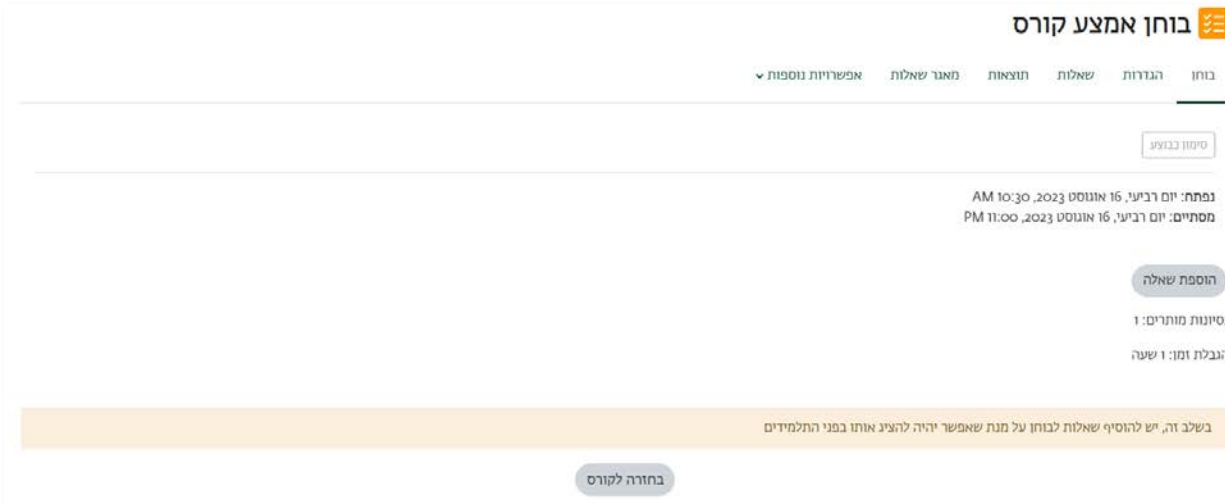 בוחן אמצע קורס
בוחן הגדרות שאלות תוצאות מאגר שאלות אפשרויות נוספות
סימון כבוצע
נפתח: יום רביעי, 16 אוגוסט 2023, 10:30 AM
מסתיים: יום רביעי, 16 אוגוסט 2023, 11:00 PM
הוספת שאלה
נסיונות מותרים: 1
הגבלת זמן: 1 שעה
בשלב זה, יש להוסיף שאלות לבוחן על מנת שאפשר יהיה להציג אותו בפני התלמידים
בחזרה לקורס